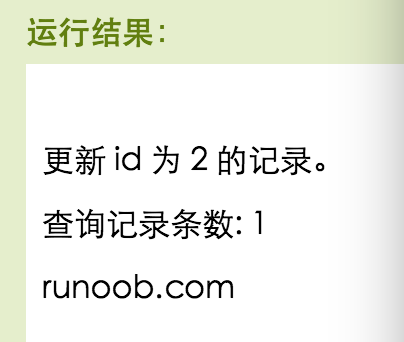 运行结果：
更新 id 为 2 的记录。
查询记录条数: 1
runoob.com